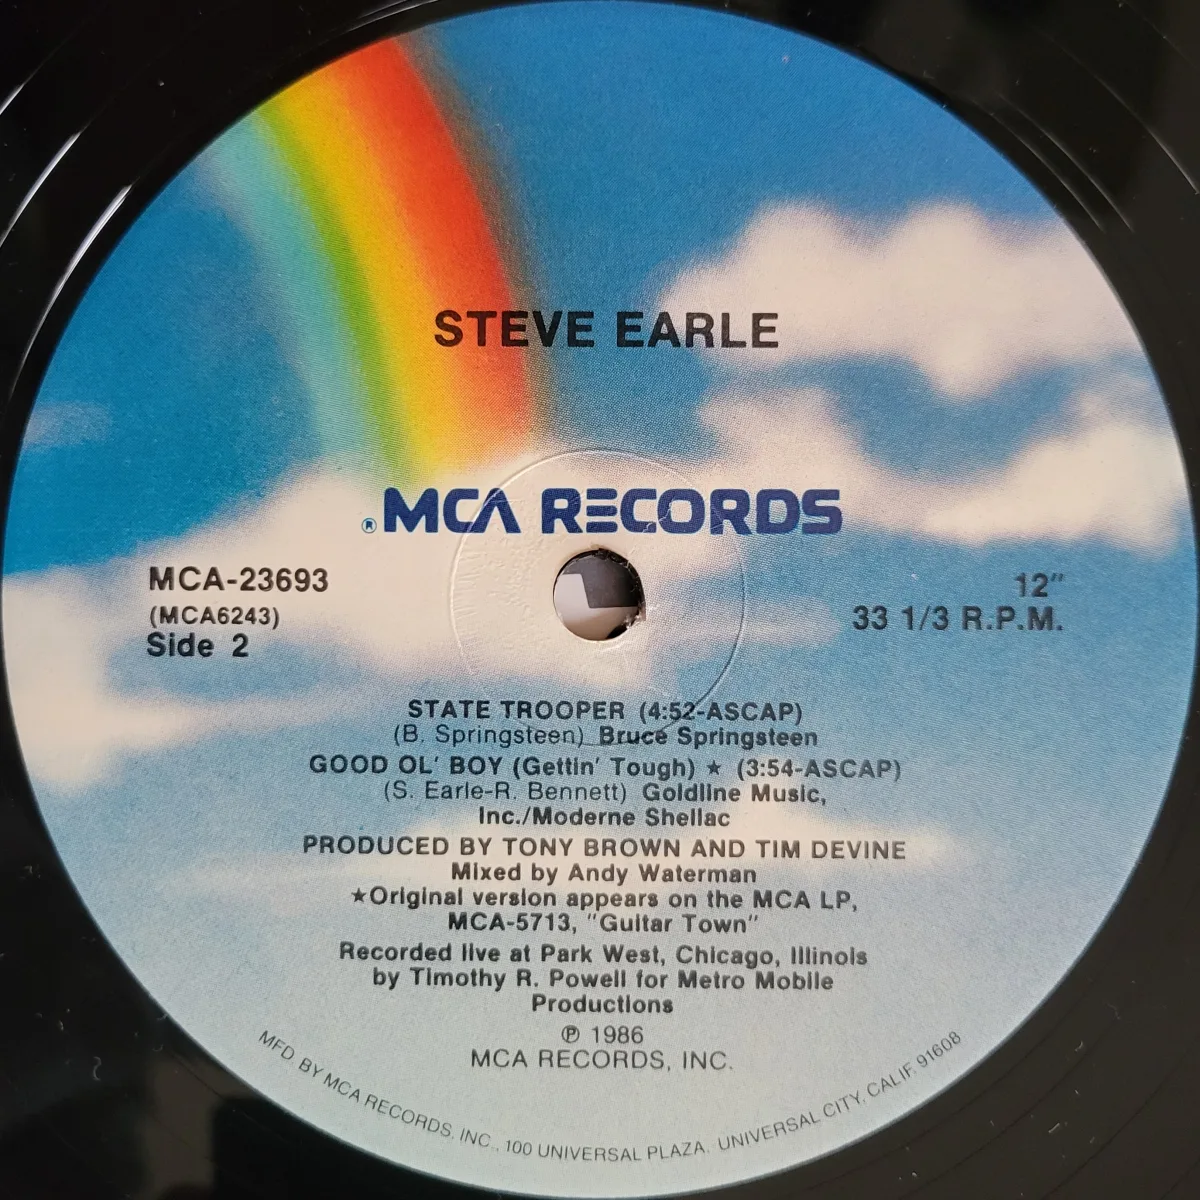 STEVE EARLE
® MCA RECORDS
MCA-23693
(MCA6243)
Side 2
12"
33 1/3 R.P.M.
STATE TROOPER (4:52-ASCAP)
(B. Springsteen) Bruce Springsteen
GOOD OL' BOY (Gettin' Tough) ★ (3:54-ASCAP)
(S. Earle-R. Bennett) Goldline Music,
Inc./Moderne Shellac
PRODUCED BY TONY BROWN AND TIM DEVINE
Mixed by Andy Waterman
★Original version appears on the MCA LP,
MCA-5713, "Guitar Town"
Recorded live at Park West, Chicago, Illinois
by Timothy R. Powell for Metro Mobile
Productions
℗ 1986
MCA RECORDS, INC.
MFD BY MCA RECORDS, INC., 100 UNIVERSAL PLAZA, UNIVERSAL CITY, CALIF. 91608